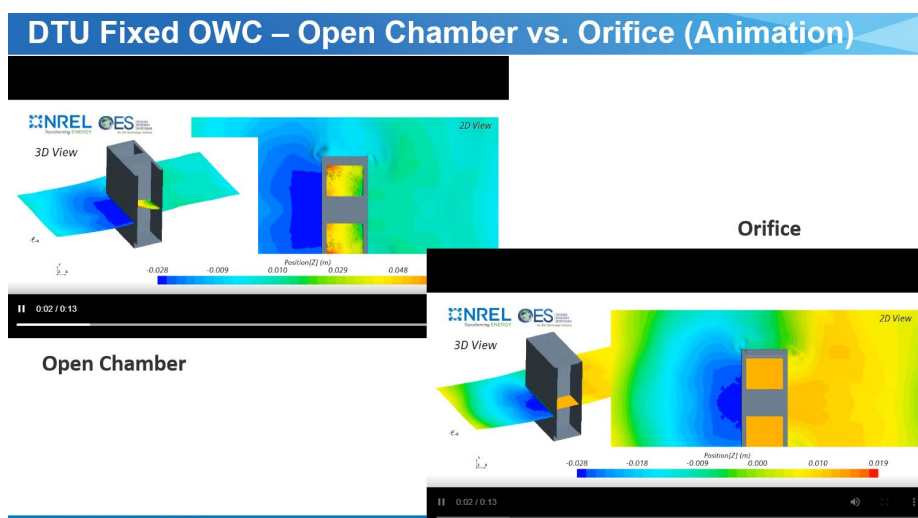 DTU Fixed OWC – Open Chamber vs. Orifice (Animation)
NREL OES
Transforming ENERGY
3D View
2D View
Position[Z] (m)
-0.028 -0.009 0.010 0.029 0.048
0:02 / 0:13
Open Chamber
Orifice
NREL OES
Transforming ENERGY
3D View
2D View
Position[Z] (m)
-0.028 -0.018 -0.009 0.000 0.010 0.019
0:02 / 0:13